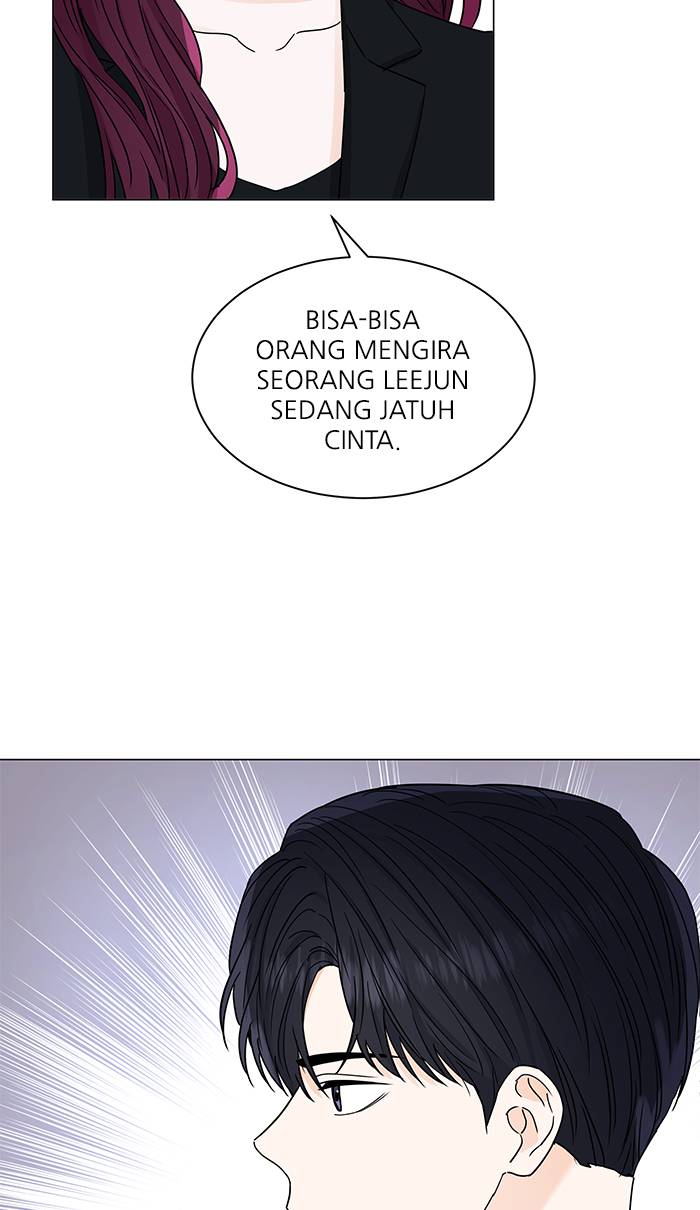 BISA-BISA
ORANG MENGIRA
SEORANG LEEJUN
SEDANG JATUH
CINTA.